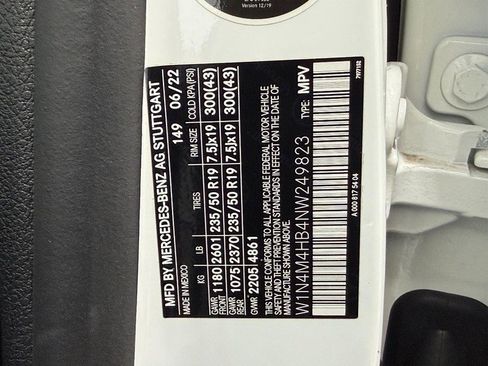 Version 12/19
MFD BY MERCEDES-BENZ AG STUTTGART
MADE IN MEXICO 149 06/22
KG LB TIRES RIM SIZE COLD KPA(PSI)
GAWR FRONT 1180 2601 235/50 R19 7.5Jx19 300(43)
GAWR REAR 1075 2370 235/50 R19 7.5Jx19 300(43)
GVWR 2205 4861
THIS VEHICLE CONFORMS TO ALL APPLICABLE FEDERAL MOTOR VEHICLE
SAFETY AND THEFT PREVENTION STANDARDS IN EFFECT ON THE DATE OF
MANUFACTURE SHOWN ABOVE.
TYPE: MPV
W1N4M4HB4NW249823
A 000 817 54 04